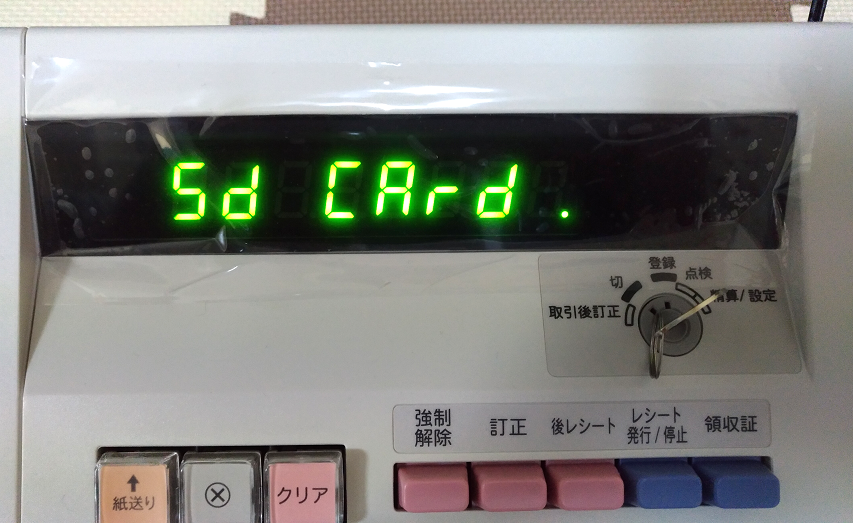 Sd CArd.
登録
切
点検
取引後訂正
精算/設定
強制
解除
訂正
後レシート
レシート
発行/停止
領収証
↑
紙送り
⊗
クリア